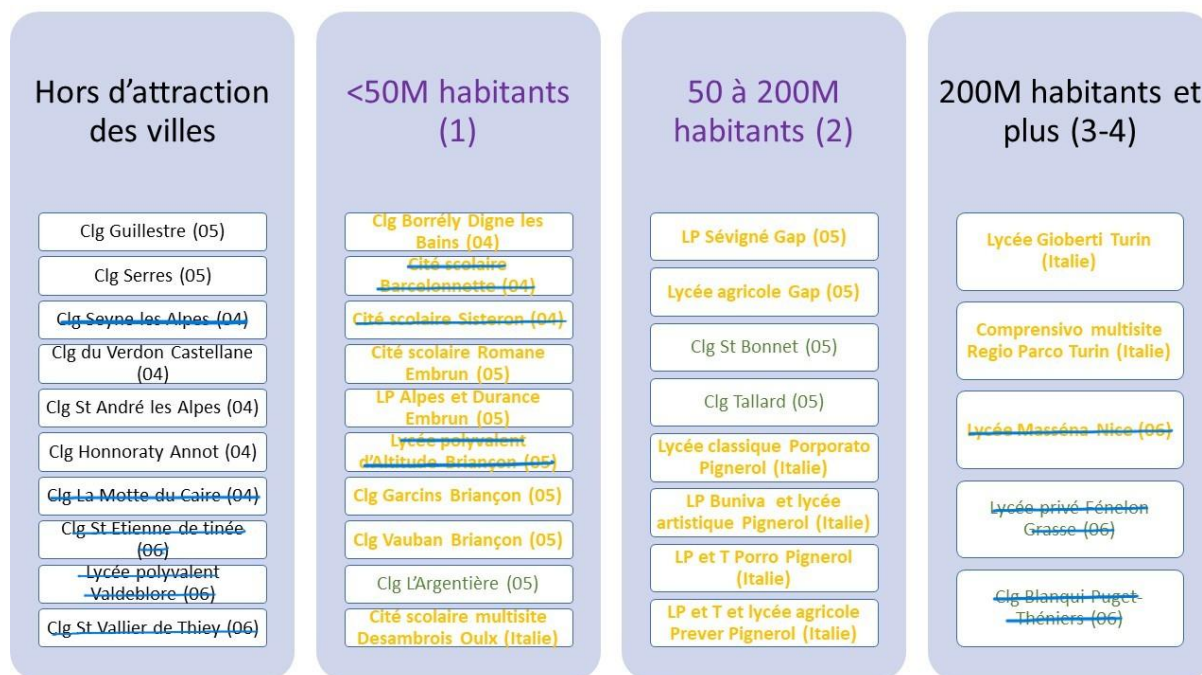 Hors d’attraction
des villes
Clg Guillestre (05)
Clg Serres (05)
Clg Seyne les Alpes (04)
Clg du Verdon Castellane
(04)
Clg St André les Alpes (04)
Clg Honnoraty Annot (04)
Clg La Motte du Caire (04)
Clg St Etienne de tinée
(06)
Lycée polyvalent
Valdeblore (06)
Clg St Vallier de Thiey (06)
<50M habitants
(1)
Clg Borrély Digne les
Bains (04)
Cité scolaire
Barcelonnette (04)
Cité scolaire Sisteron (04)
Cité scolaire Romane
Embrun (05)
LP Alpes et Durance
Embrun (05)
Lycée polyvalent
d’Altitude Briançon (05)
Clg Garcins Briançon (05)
Clg Vauban Briançon (05)
Clg L’Argentière (05)
Cité scolaire multisite
Desambrois Oulx (Italie)
50 à 200M
habitants (2)
LP Sévigné Gap (05)
Lycée agricole Gap (05)
Clg St Bonnet (05)
Clg Tallard (05)
Lycée classique Porporato
Pignerol (Italie)
LP Buniva et lycée
artistique Pignerol (Italie)
LP et T Porro Pignerol
(Italie)
LP et T et lycée agricole
Prever Pignerol (Italie)
200M habitants et
plus (3-4)
Lycée Gioberti Turin
(Italie)
Comprensivo multisite
Regio Parco Turin (Italie)
Lycée Masséna Nice (06)
Lycée privé Fénelon
Grasse (06)
Clg Blanqui Puget
Théniers (06)